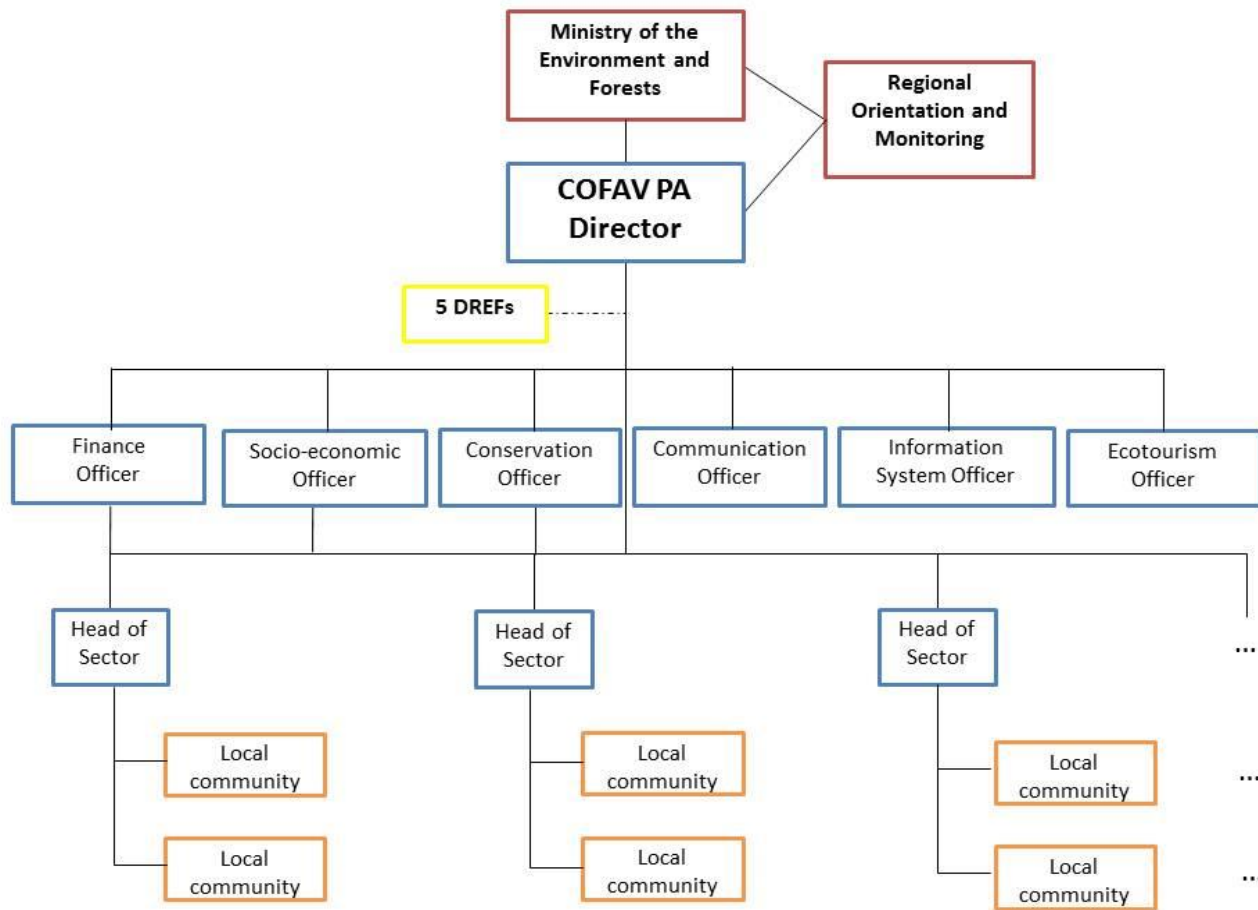 Ministry of the
Environment and
Forests
Regional
Orientation and
Monitoring
COFAV PA
Director
5 DREFs
Finance
Officer
Socio-economic
Officer
Conservation
Officer
Communication
Officer
Information
System Officer
Ecotourism
Officer
Head of
Sector
Head of
Sector
Head of
Sector
...
Local
community
Local
community
Local
community
...
Local
community
Local
community
Local
community
...